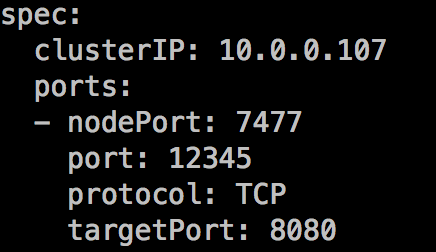 spec:
  clusterIP: 10.0.0.107
  ports:
  - nodePort: 7477
    port: 12345
    protocol: TCP
    targetPort: 8080